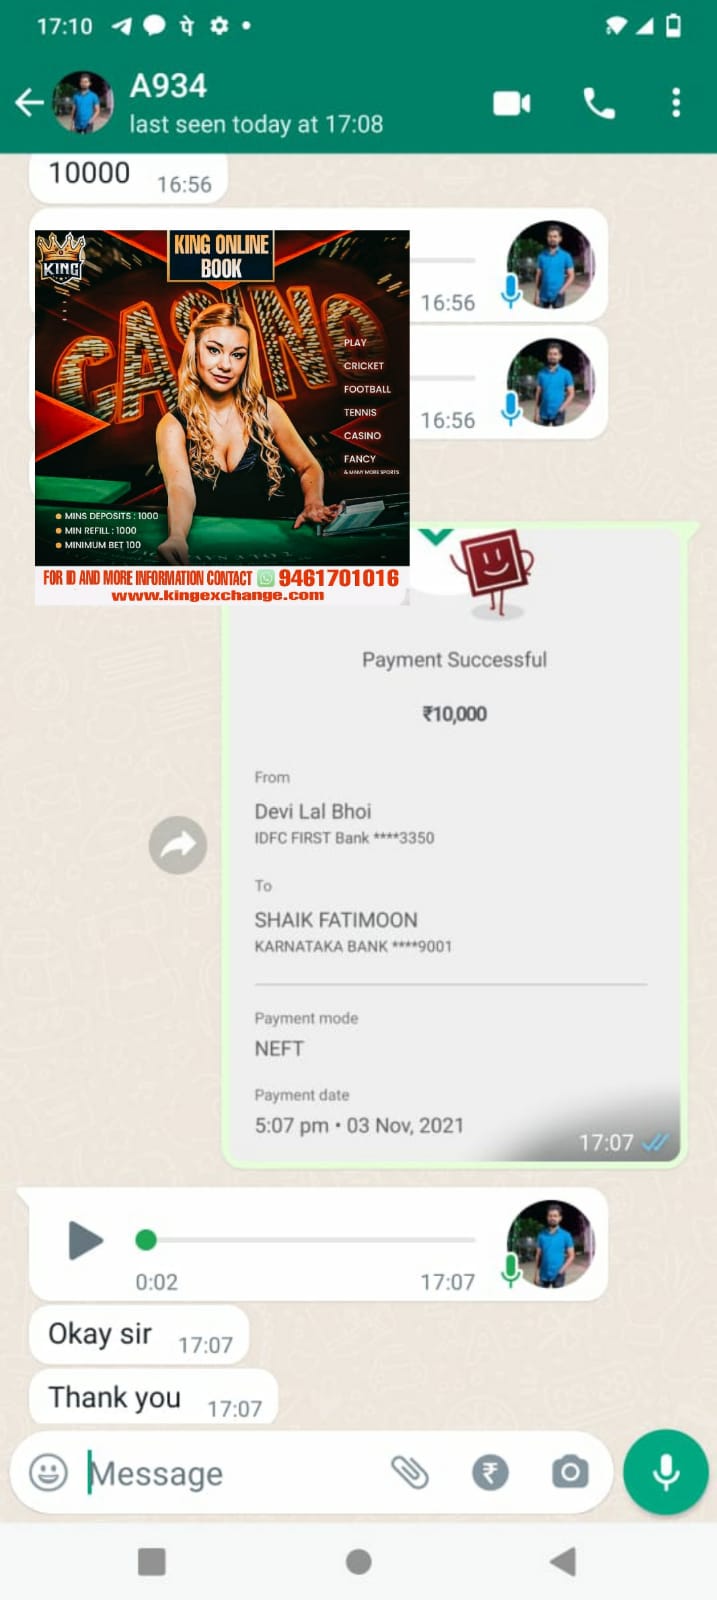 17:10 पे
A934
last seen today at 17:08
10000 16:56
16:56
16:56
KING
KING ONLINE
BOOK
CASINO
PLAY
CRICKET
FOOTBALL
TENNIS
CASINO
FANCY
& MANY MORE SPORTS
MINS DEPOSITS : 1000
MIN REFILL : 1000
MINIMUM BET 100
FOR ID AND MORE INFORMATION CONTACT 9461701016
www.kingexchange.com
Payment Successful
₹10,000
From
Devi Lal Bhoi
IDFC FIRST Bank ****3350
To
SHAIK FATIMOON
KARNATAKA BANK ****9001
Payment mode
NEFT
Payment date
5:07 pm • 03 Nov, 2021
17:07
0:02 17:07
Okay sir 17:07
Thank you 17:07
Message ₹